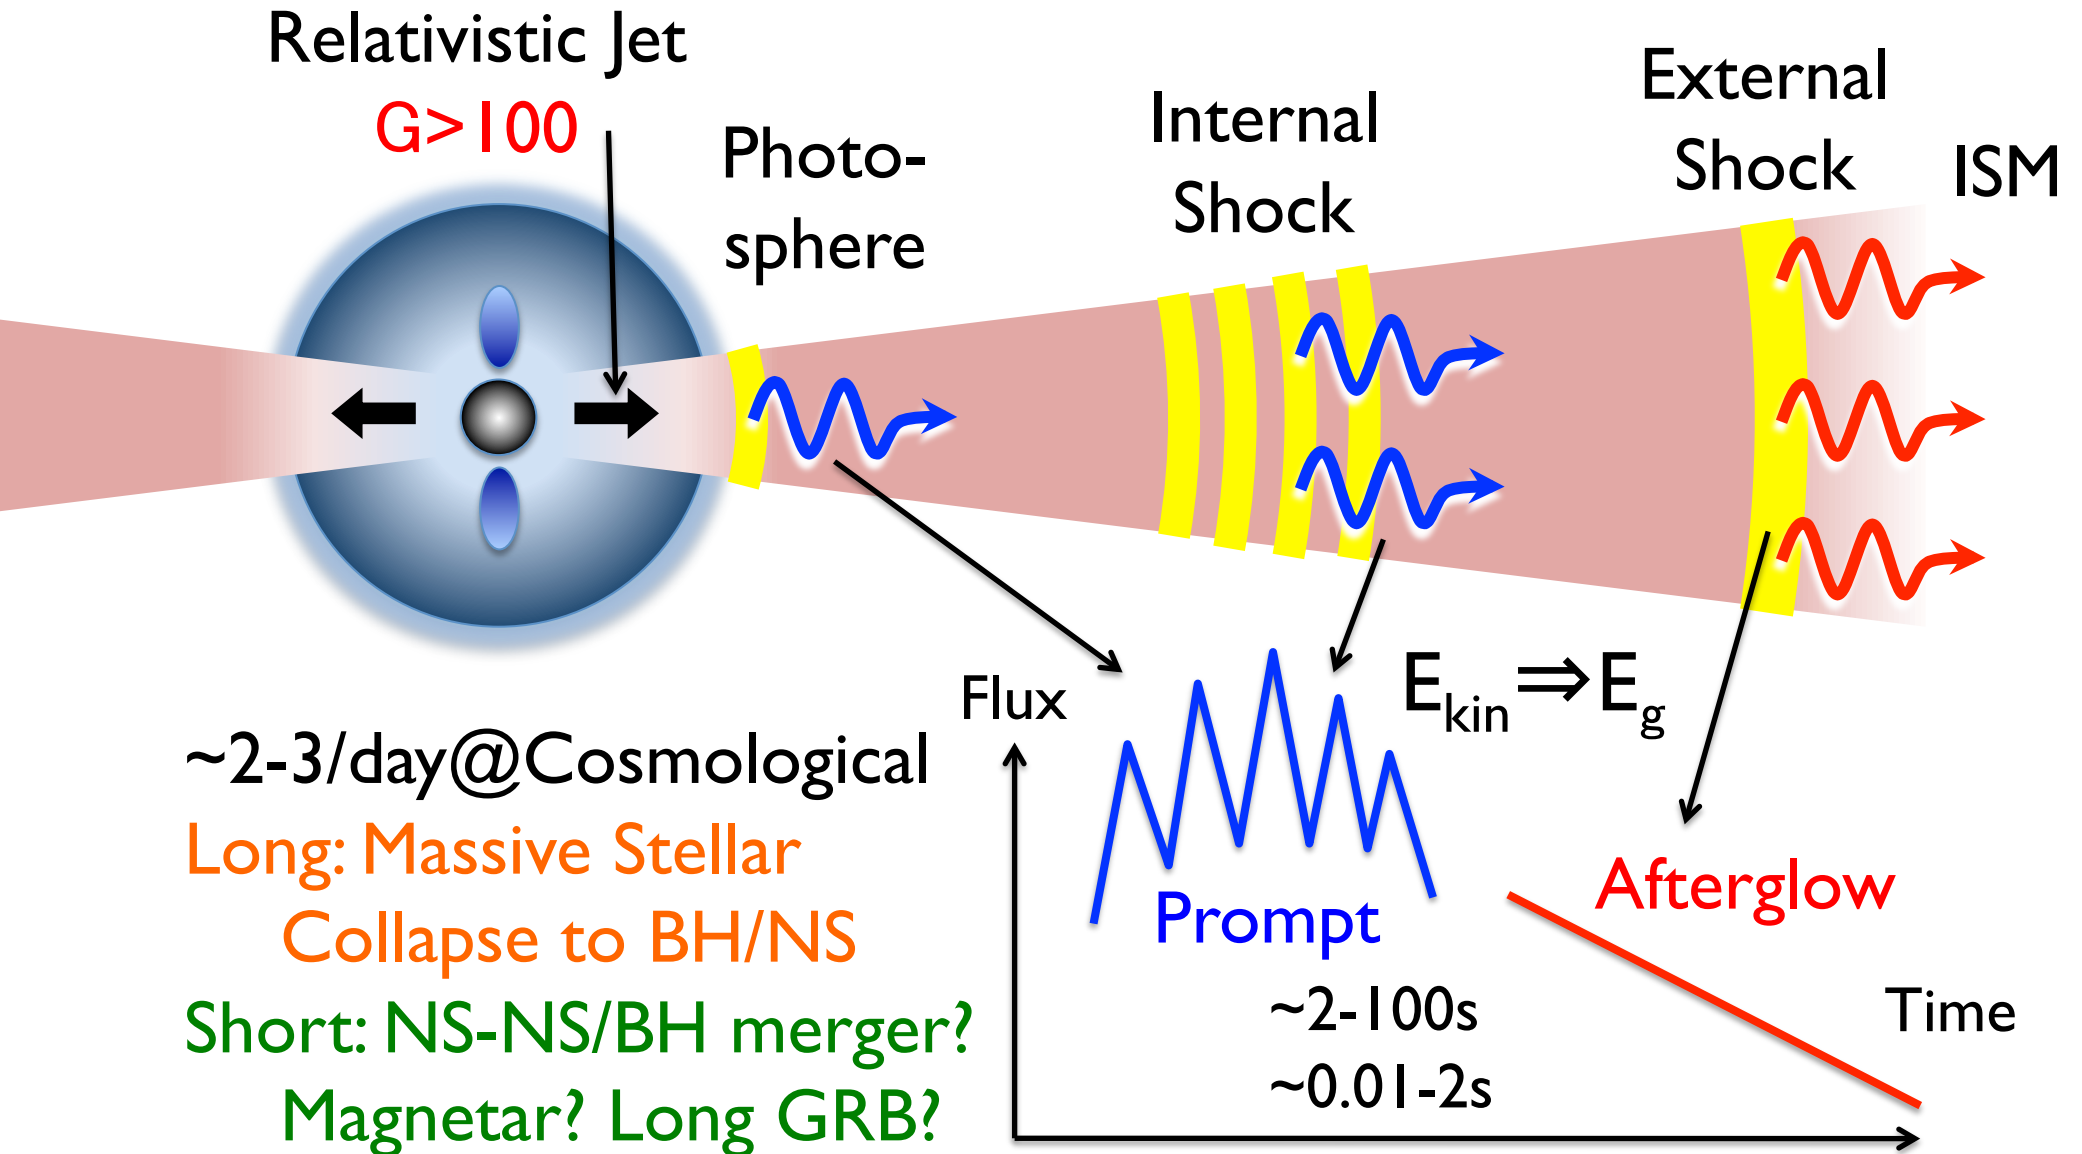 Relativistic Jet
G>100
Photo-
sphere
Internal
Shock
External
Shock
ISM
Flux
E_kin ⇒ E_g
~2-3/day@Cosmological
Long: Massive Stellar
Collapse to BH/NS
Short: NS-NS/BH merger?
Magnetar? Long GRB?
Prompt
~2-100s
~0.01-2s
Afterglow
Time